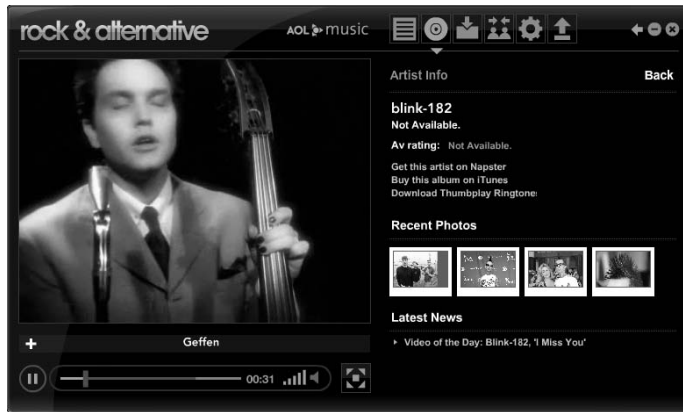 rock & alternative
AOL music
Artist Info Back
blink-182
Not Available.
Av rating: Not Available.
Get this artist on Napster
Buy this album on iTunes
Download Thumbplay Ringtone
Recent Photos
Latest News
Video of the Day: Blink-182, 'I Miss You'
Geffen
00:31